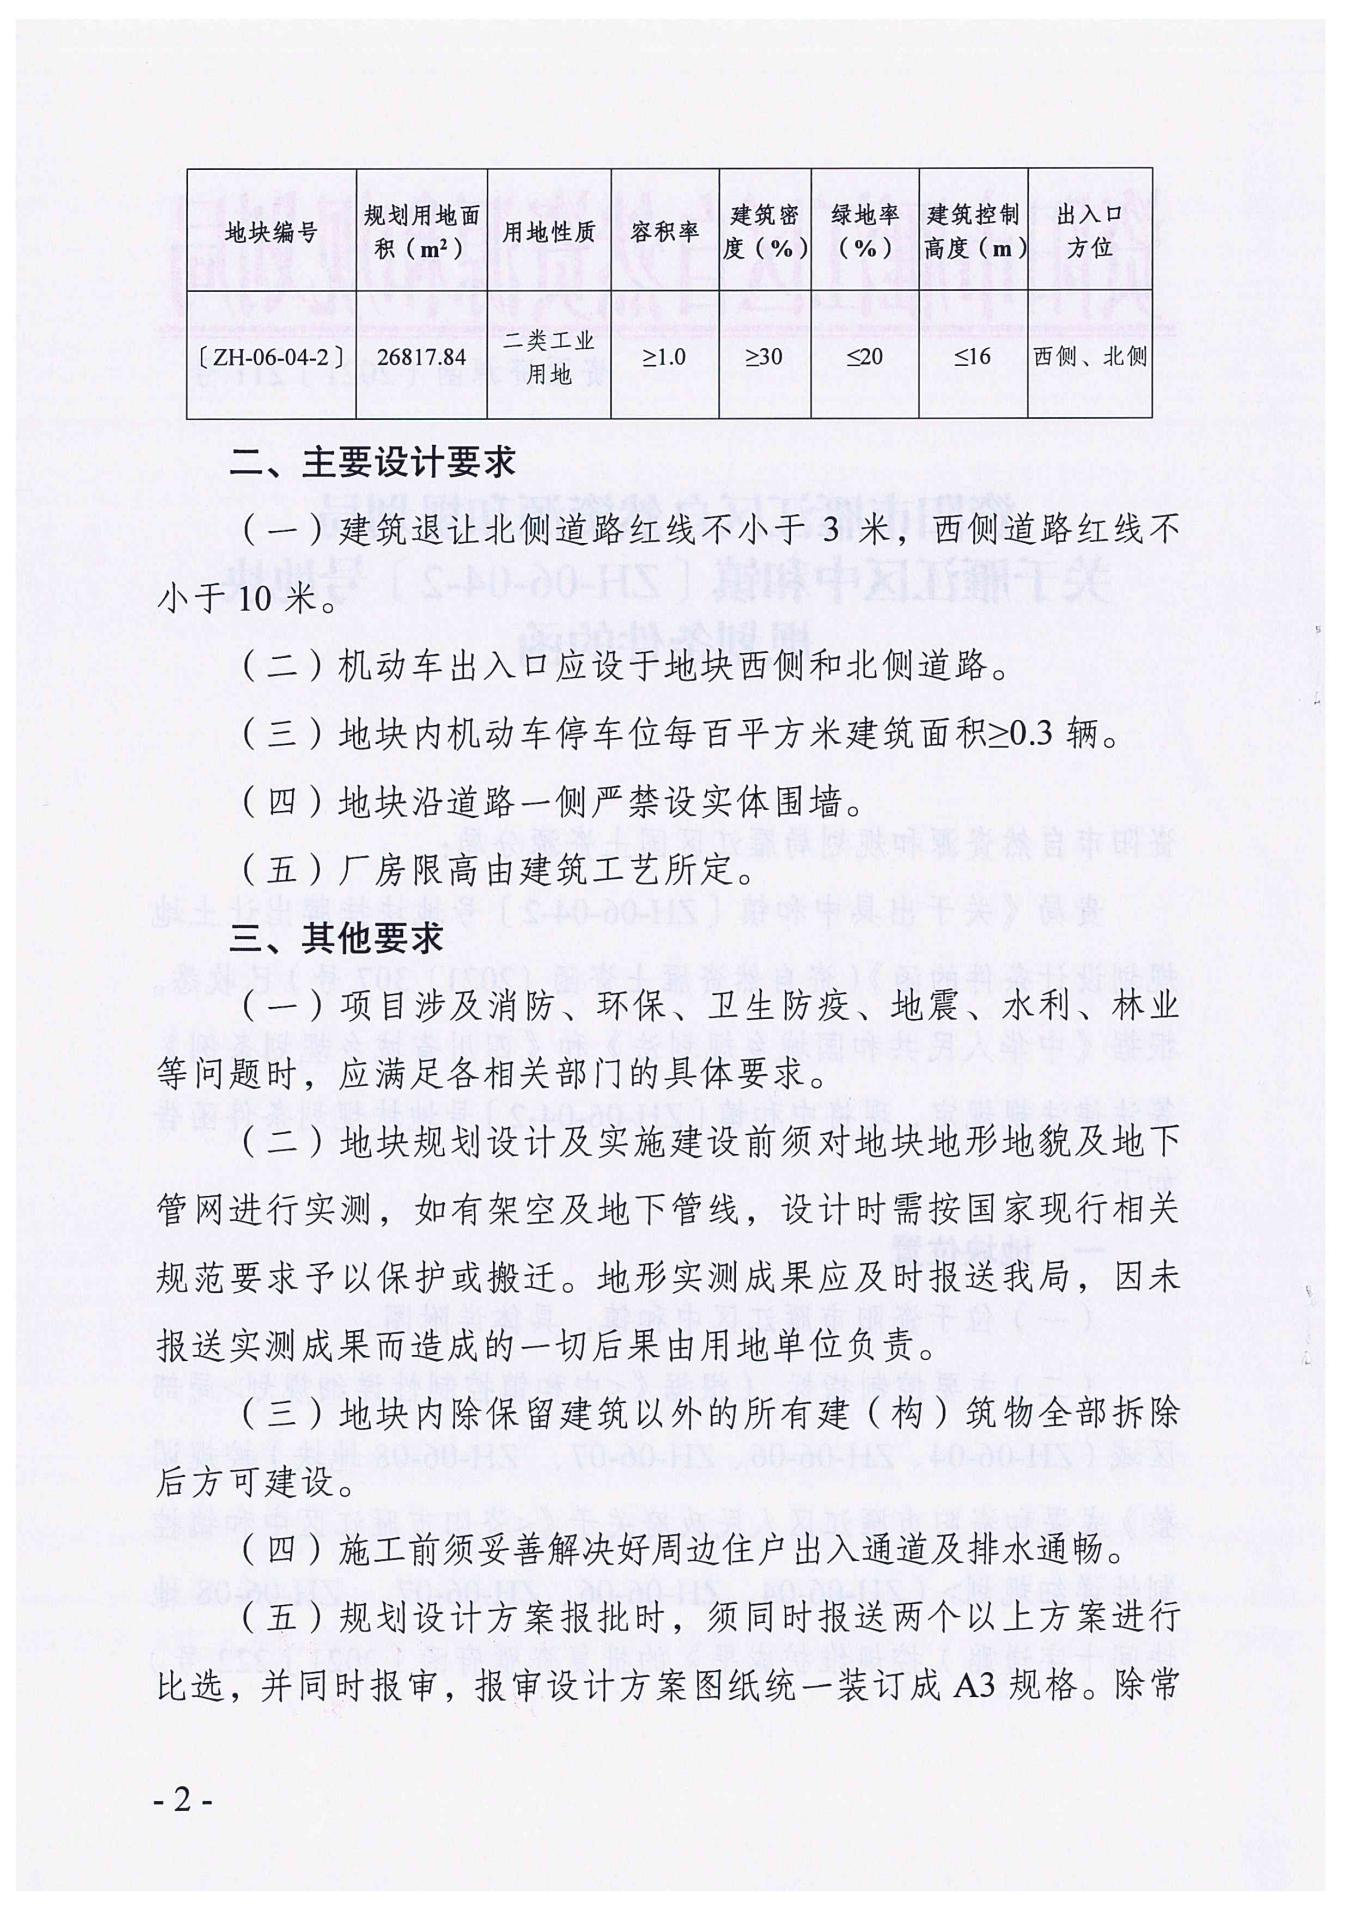 地块编号 规划用地面积（m²） 用地性质 容积率 建筑密度（%） 绿地率（%） 建筑控制高度（m） 出入口方位
〔ZH-06-04-2〕 26817.84 二类工业用地 ≥1.0 ≥30 ≤20 ≤16 西侧、北侧
二、主要设计要求
（一）建筑退让北侧道路红线不小于 3 米，西侧道路红线不
小于 10 米。
（二）机动车出入口应设于地块西侧和北侧道路。
（三）地块内机动车停车位每百平方米建筑面积≥0.3 辆。
（四）地块沿道路一侧严禁设实体围墙。
（五）厂房限高由建筑工艺所定。
三、其他要求
（一）项目涉及消防、环保、卫生防疫、地震、水利、林业
等问题时，应满足各相关部门的具体要求。
（二）地块规划设计及实施建设前须对地块地形地貌及地下
管网进行实测，如有架空及地下管线，设计时需按国家现行相关
规范要求予以保护或搬迁。地形实测成果应及时报送我局，因未
报送实测成果而造成的一切后果由用地单位负责。
（三）地块内除保留建筑以外的所有建（构）筑物全部拆除
后方可建设。
（四）施工前须妥善解决好周边住户出入通道及排水通畅。
（五）规划设计方案报批时，须同时报送两个以上方案进行
比选，并同时报审，报审设计方案图纸统一装订成 A3 规格。除常
- 2 -